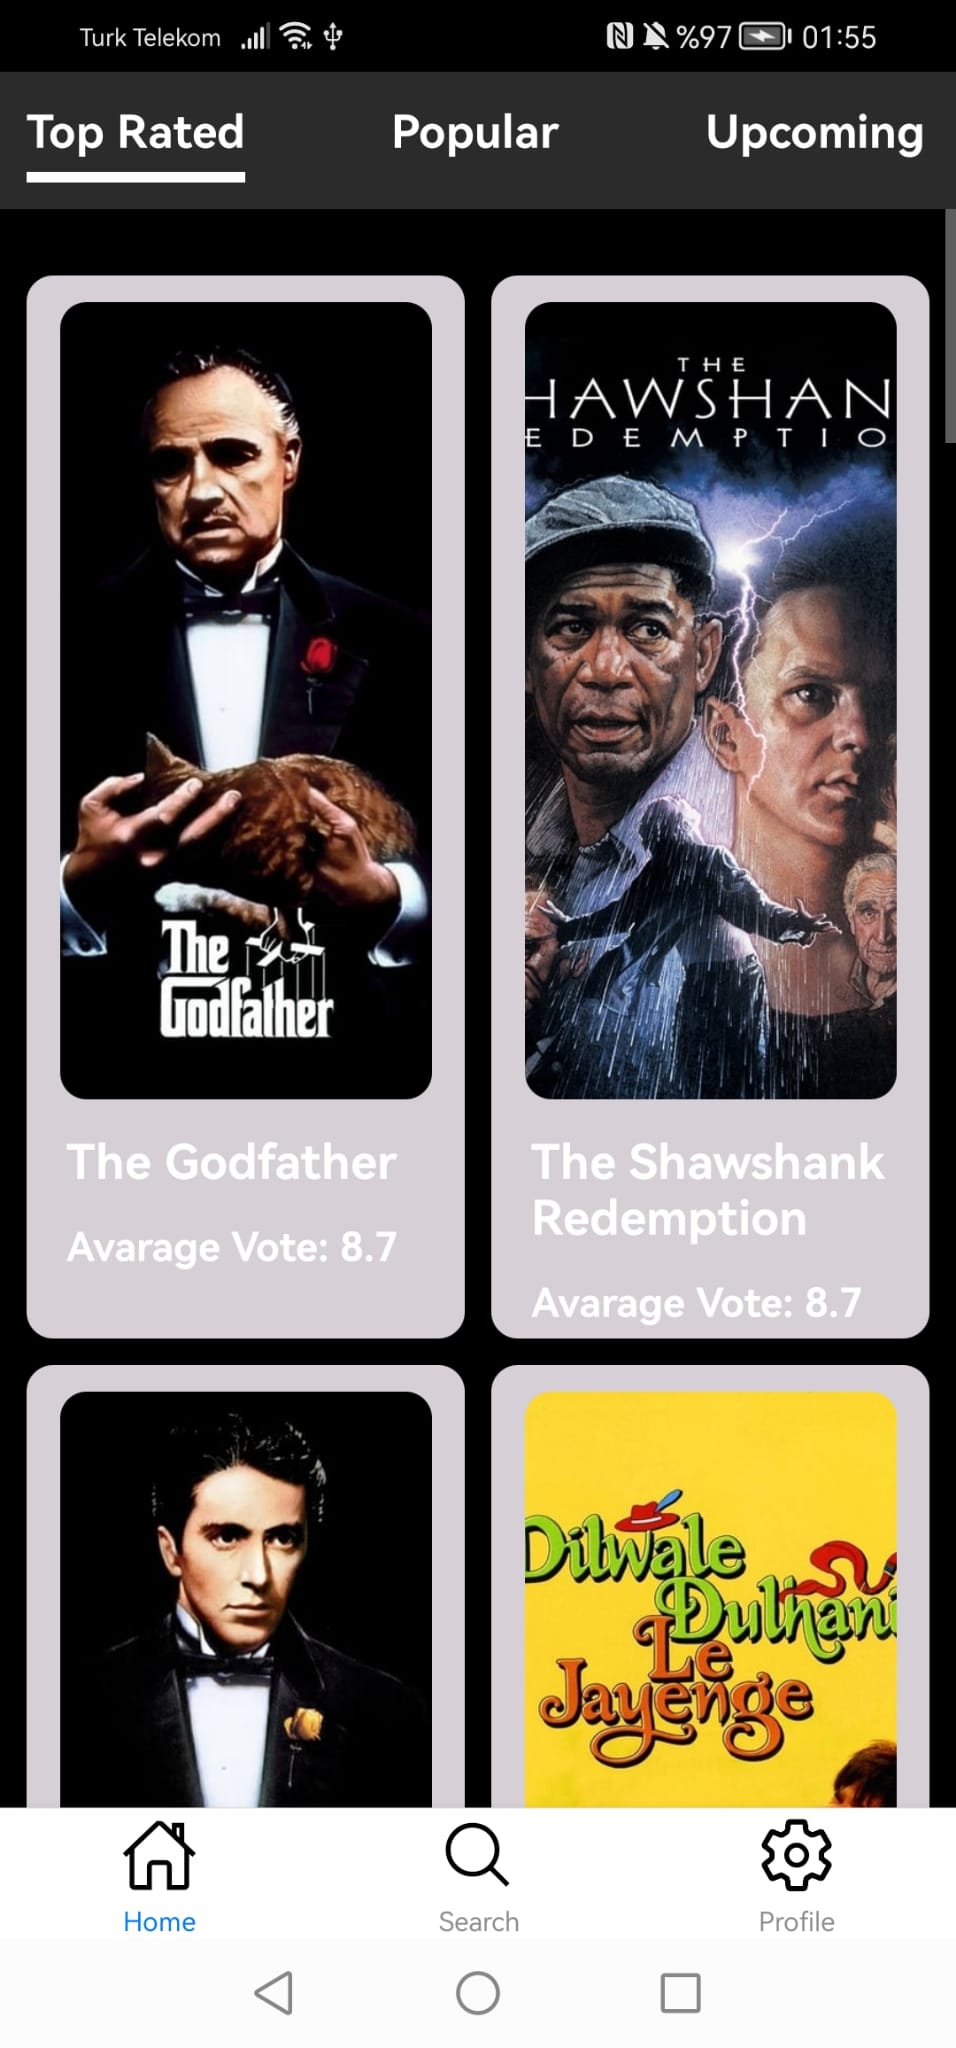 Turk Telekom %97 01:55
Top Rated Popular Upcoming
THE
HAWSHAN
EDEMPTIO
The
Godfather
The Godfather
Avarage Vote: 8.7
The Shawshank
Redemption
Avarage Vote: 8.7
Dilwale
Dulhani
Le
Jayenge
Home Search Profile